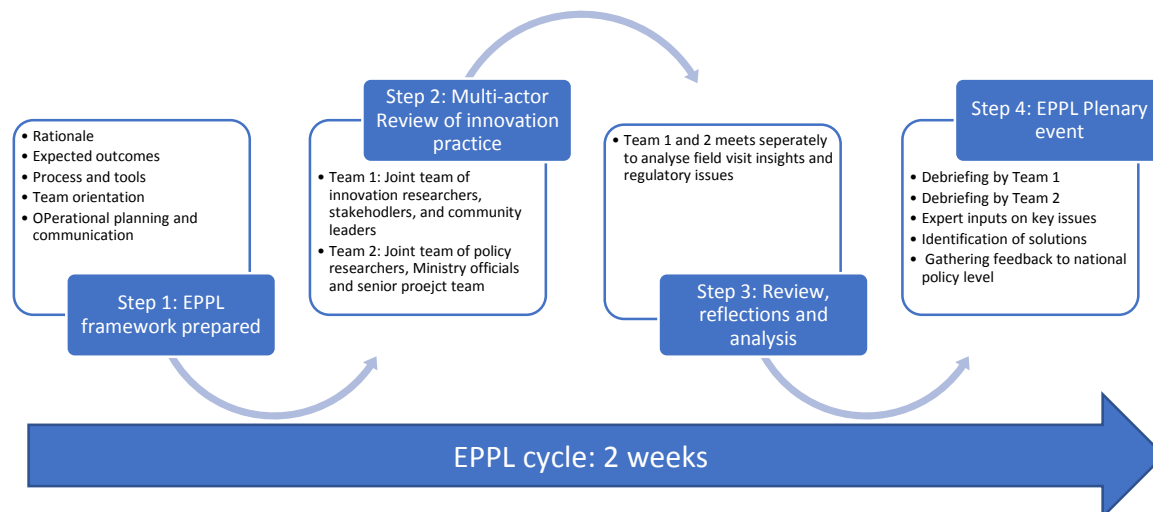 • Rationale
• Expected outcomes
• Process and tools
• Team orientation
• OPerational planning and
communication
Step 1: EPPL
framework prepared
Step 2: Multi-actor
Review of innovation
practice
• Team 1: Joint team of
innovation researchers,
stakehodlers, and community
leaders
• Team 2: Joint team of policy
researchers, Ministry officials
and senior proejct team
• Team 1 and 2 meets seperately
to analyse field visit insights and
regulatory issues
Step 3: Review,
reflections and
analysis
Step 4: EPPL Plenary
event
• Debriefing by Team 1
• Debriefing by Team 2
• Expert inputs on key issues
• Identification of solutions
• Gathering feedback to national
policy level
EPPL cycle: 2 weeks